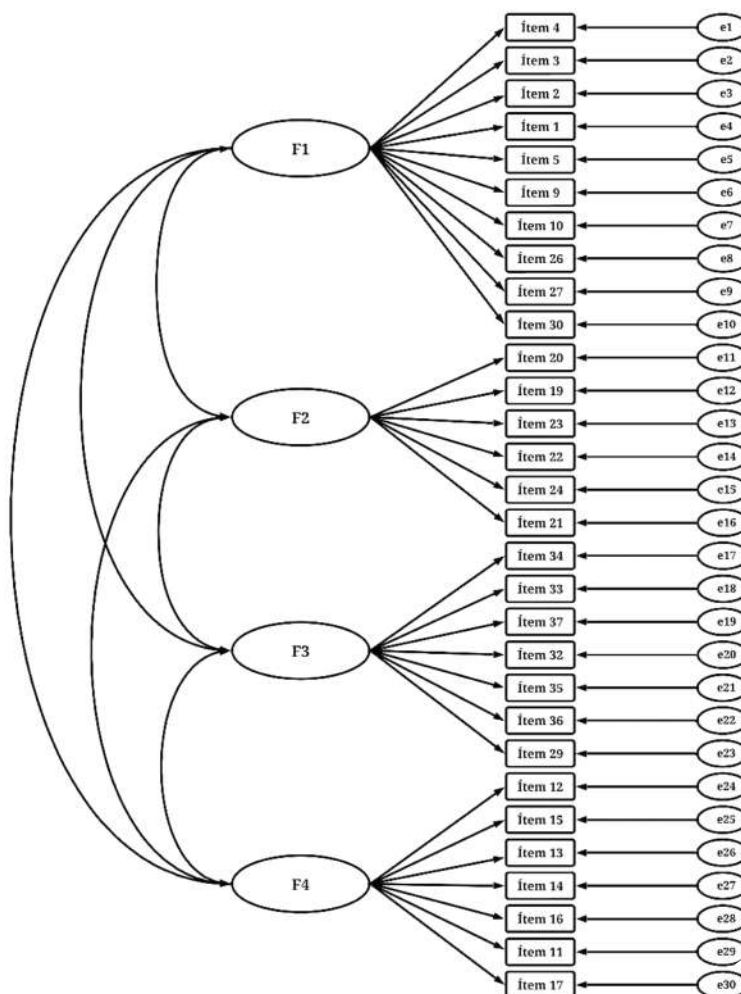 Ítem 4 e1
Ítem 3 e2
Ítem 2 e3
Ítem 1 e4
F1
Ítem 5 e5
Ítem 9 e6
Ítem 10 e7
Ítem 26 e8
Ítem 27 e9
Ítem 30 e10
Ítem 20 e11
Ítem 19 e12
F2
Ítem 23 e13
Ítem 22 e14
Ítem 24 e15
Ítem 21 e16
Ítem 34 e17
Ítem 33 e18
Ítem 37 e19
F3
Ítem 32 e20
Ítem 35 e21
Ítem 36 e22
Ítem 29 e23
Ítem 12 e24
Ítem 15 e25
Ítem 13 e26
F4
Ítem 14 e27
Ítem 16 e28
Ítem 11 e29
Ítem 17 e30